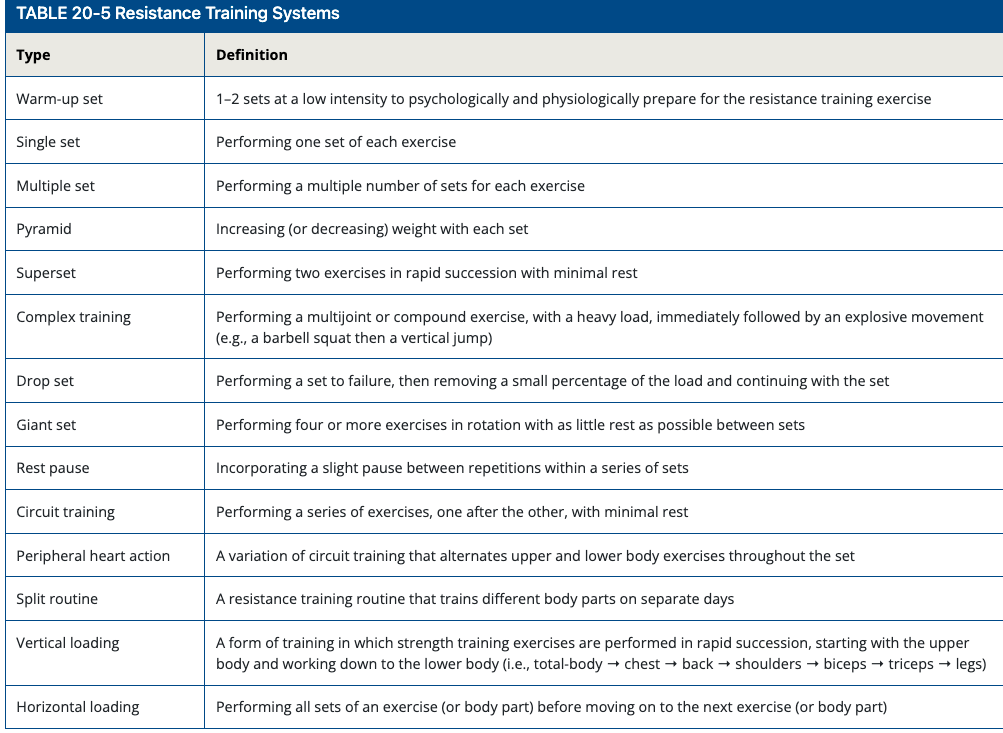 TABLE 20-5 Resistance Training Systems
Type Definition
Warm-up set 1–2 sets at a low intensity to psychologically and physiologically prepare for the resistance training exercise
Single set Performing one set of each exercise
Multiple set Performing a multiple number of sets for each exercise
Pyramid Increasing (or decreasing) weight with each set
Superset Performing two exercises in rapid succession with minimal rest
Complex training Performing a multijoint or compound exercise, with a heavy load, immediately followed by an explosive movement
(e.g., a barbell squat then a vertical jump)
Drop set Performing a set to failure, then removing a small percentage of the load and continuing with the set
Giant set Performing four or more exercises in rotation with as little rest as possible between sets
Rest pause Incorporating a slight pause between repetitions within a series of sets
Circuit training Performing a series of exercises, one after the other, with minimal rest
Peripheral heart action A variation of circuit training that alternates upper and lower body exercises throughout the set
Split routine A resistance training routine that trains different body parts on separate days
Vertical loading A form of training in which strength training exercises are performed in rapid succession, starting with the upper
body and working down to the lower body (i.e., total-body → chest → back → shoulders → biceps → triceps → legs)
Horizontal loading Performing all sets of an exercise (or body part) before moving on to the next exercise (or body part)